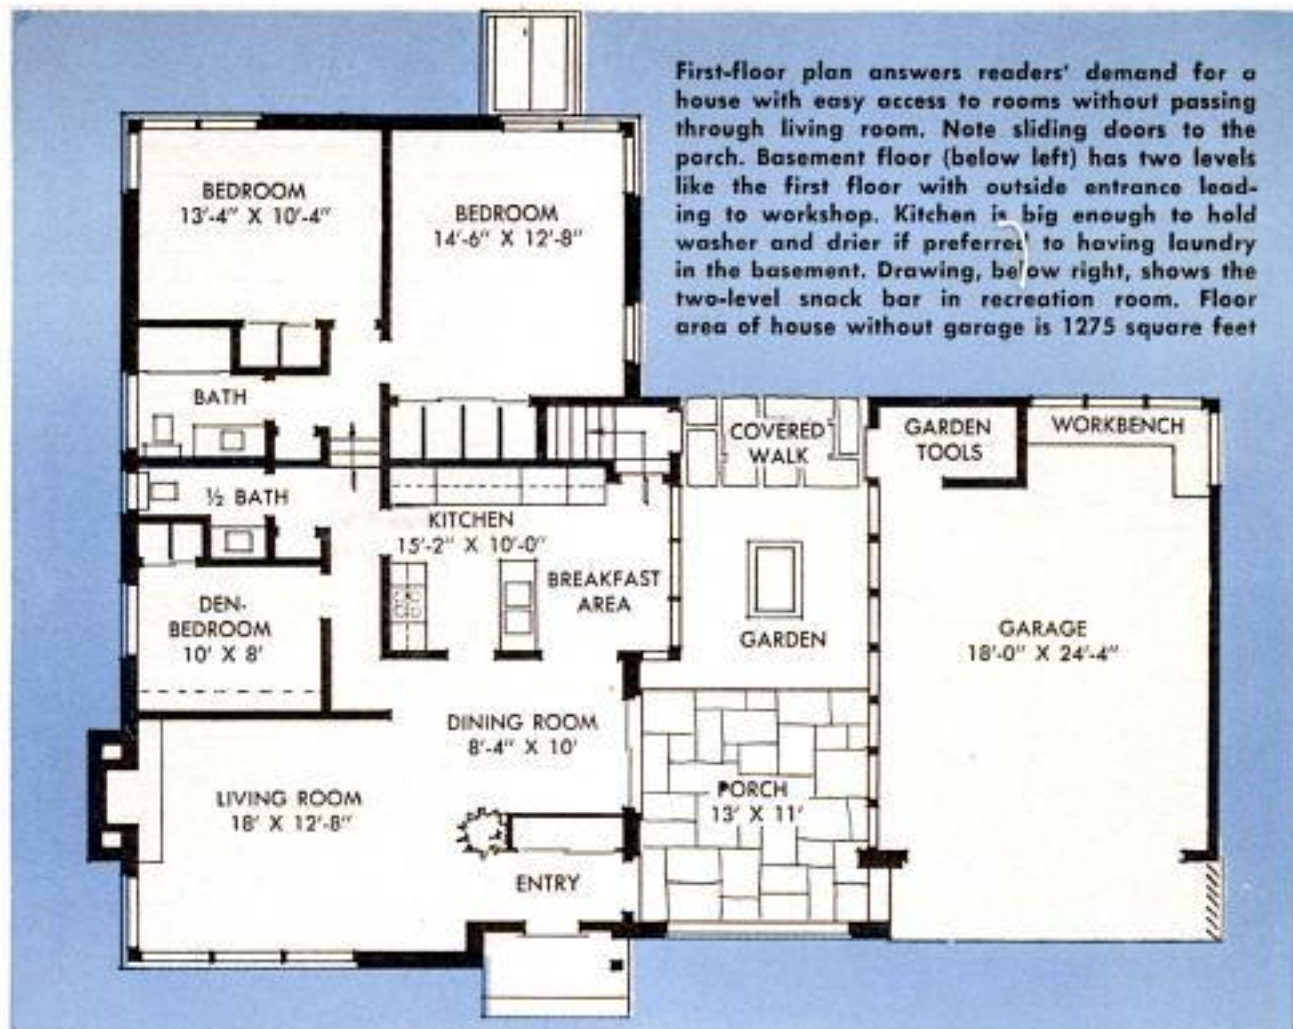 First-floor plan answers readers' demand for a
house with easy access to rooms without passing
through living room. Note sliding doors to the
porch. Basement floor (below left) has two levels
like the first floor with outside entrance lead-
ing to workshop. Kitchen is big enough to hold
washer and drier if preferred to having laundry
in the basement. Drawing, below right, shows the
two-level snack bar in recreation room. Floor
area of house without garage is 1275 square feet
BEDROOM
13'-4" X 10'-4"
BEDROOM
14'-6" X 12'-8"
BATH
COVERED
WALK
GARDEN
TOOLS
WORKBENCH
½ BATH
KITCHEN
15'-2" X 10'-0"
BREAKFAST
AREA
DEN-
BEDROOM
10' X 8'
GARDEN
GARAGE
18'-0" X 24'-4"
DINING ROOM
8'-4" X 10'
LIVING ROOM
18' X 12'-8"
PORCH
13' X 11'
ENTRY